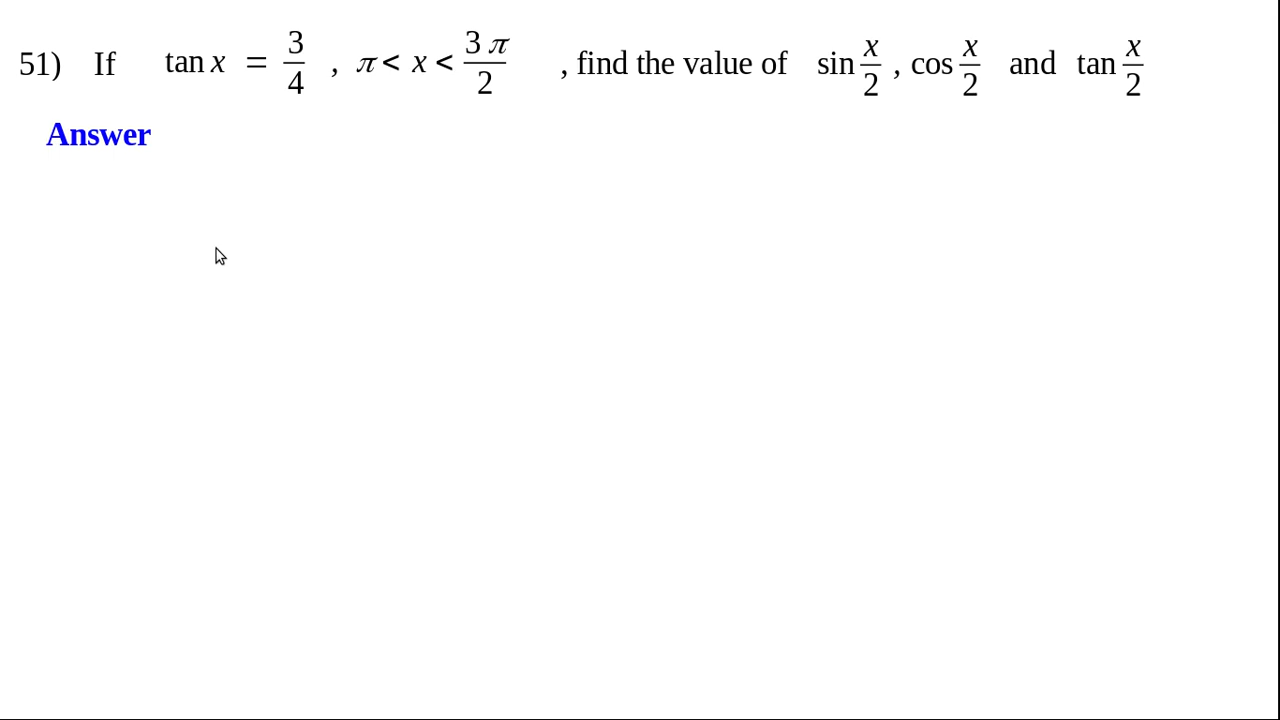 51) If tan x = 3/4 , π < x < 3π/2 , find the value of sin x/2 , cos x/2 and tan x/2
Answer